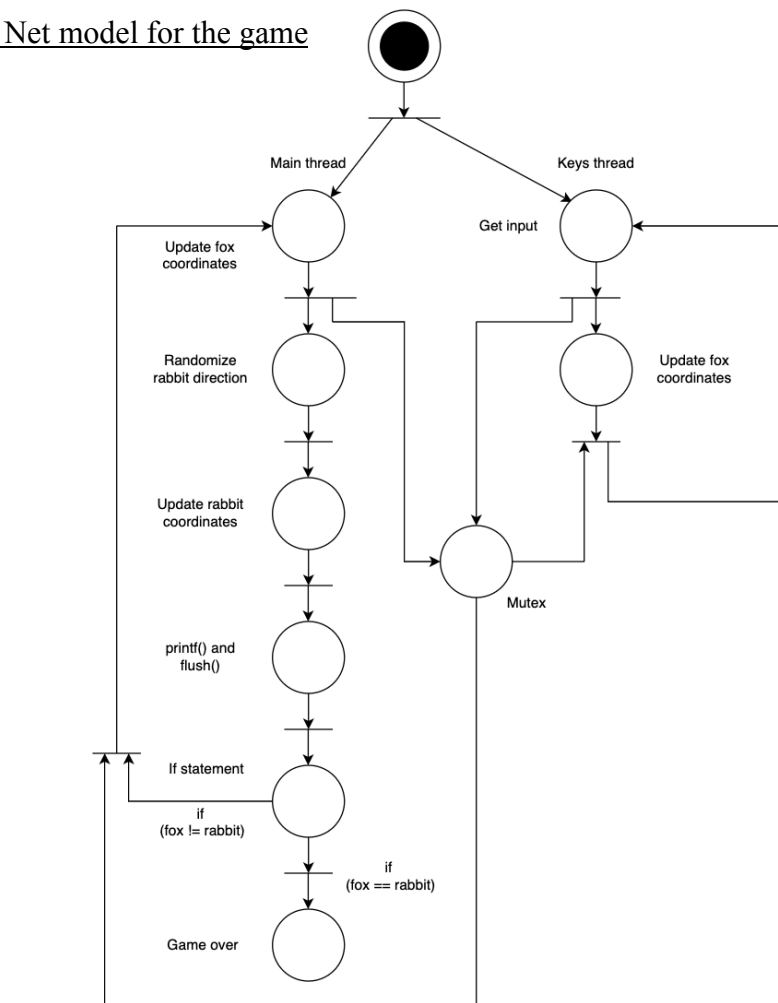 Net model for the game
Main thread
Keys thread
Get input
Update fox
coordinates
Randomize
rabbit direction
Update fox
coordinates
Update rabbit
coordinates
Mutex
printf() and
flush()
If statement
if
(fox != rabbit)
if
(fox == rabbit)
Game over